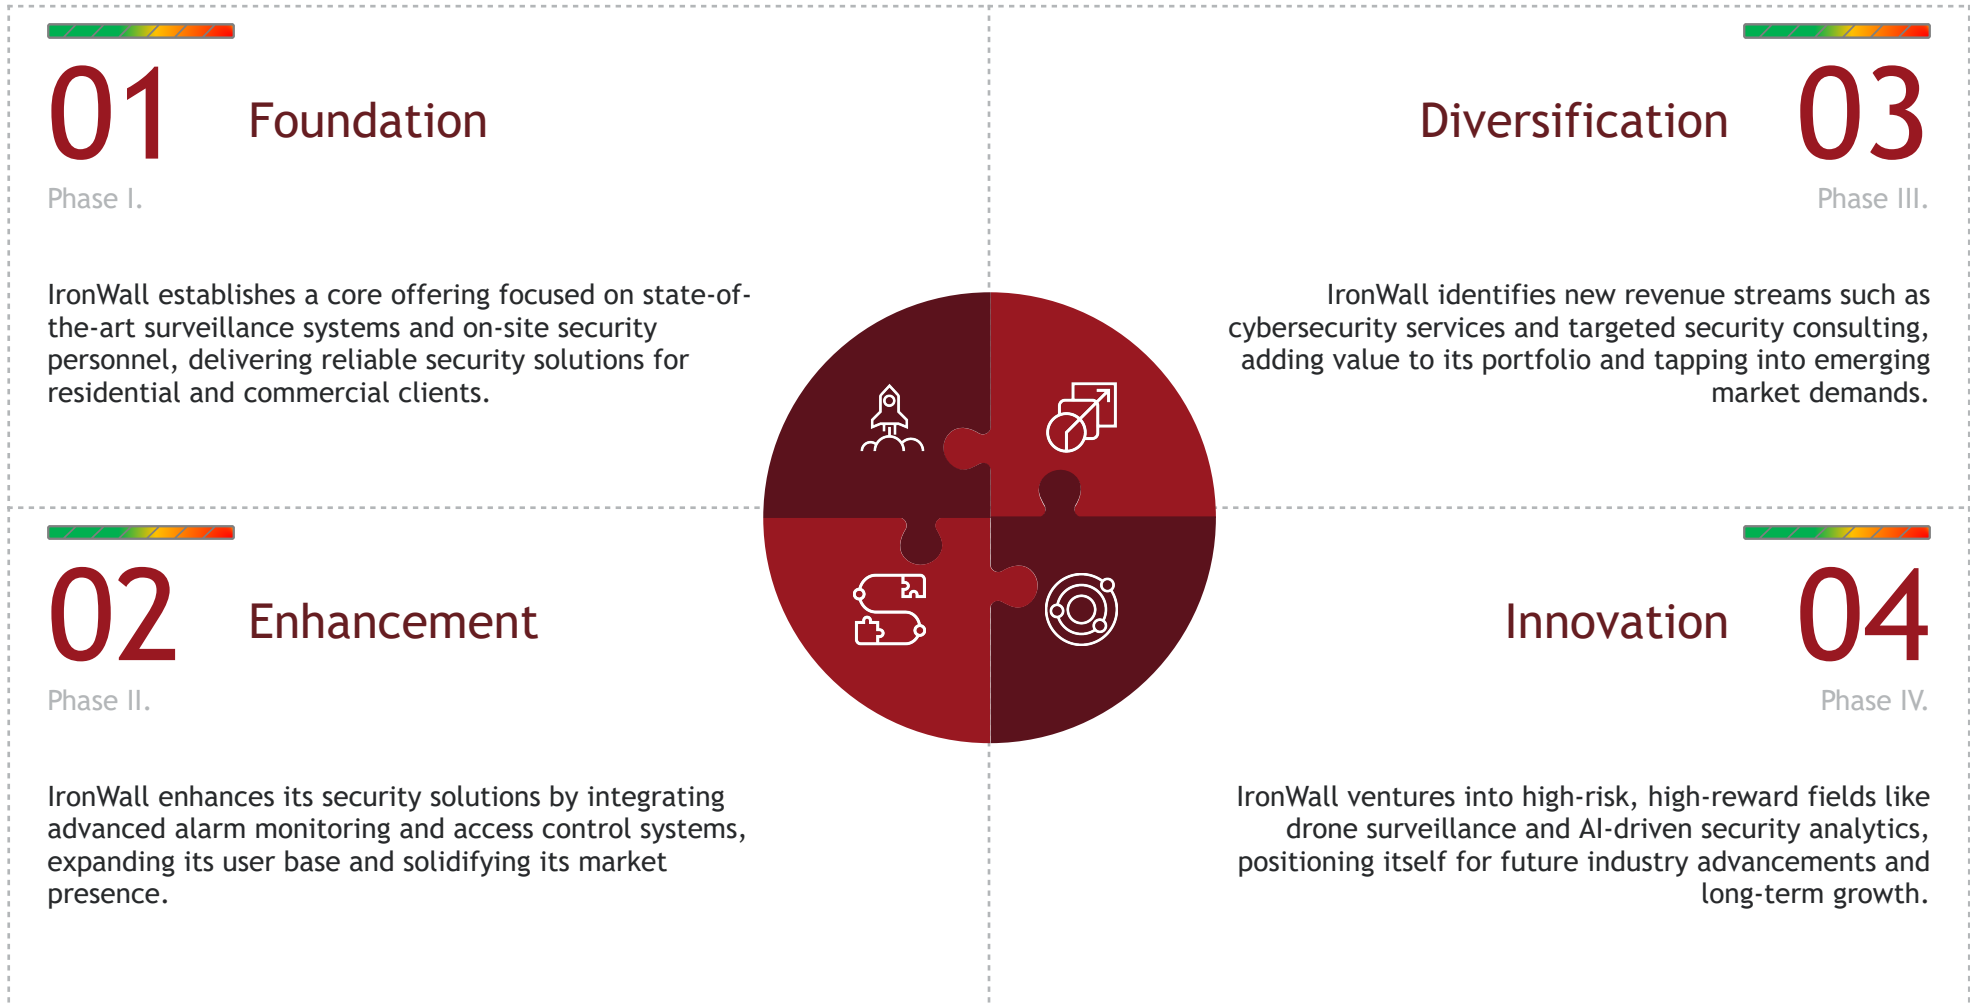 01
Foundation
Phase I.
IronWall establishes a core offering focused on state-of-
the-art surveillance systems and on-site security
personnel, delivering reliable security solutions for
residential and commercial clients.
02
Enhancement
Phase II.
IronWall enhances its security solutions by integrating
advanced alarm monitoring and access control systems,
expanding its user base and solidifying its market
presence.
Diversification
03
Phase III.
IronWall identifies new revenue streams such as
cybersecurity services and targeted security consulting,
adding value to its portfolio and tapping into emerging
market demands.
Innovation
04
Phase IV.
IronWall ventures into high-risk, high-reward fields like
drone surveillance and AI-driven security analytics,
positioning itself for future industry advancements and
long-term growth.